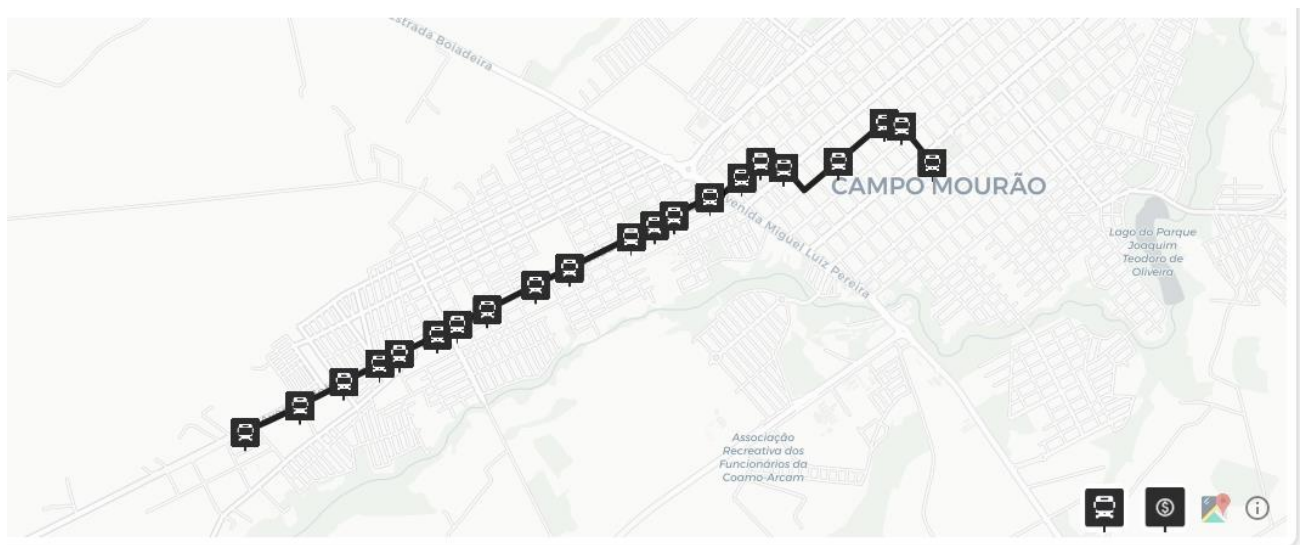 Estrada Boiadeira
CAMPO MOURÃO
Avenida Miguel Luiz Pereira
Lago do Parque
Joaquim
Teodoro de
Oliveira
Associação
Recreativa dos
Funcionários da
Coamo-Arcam